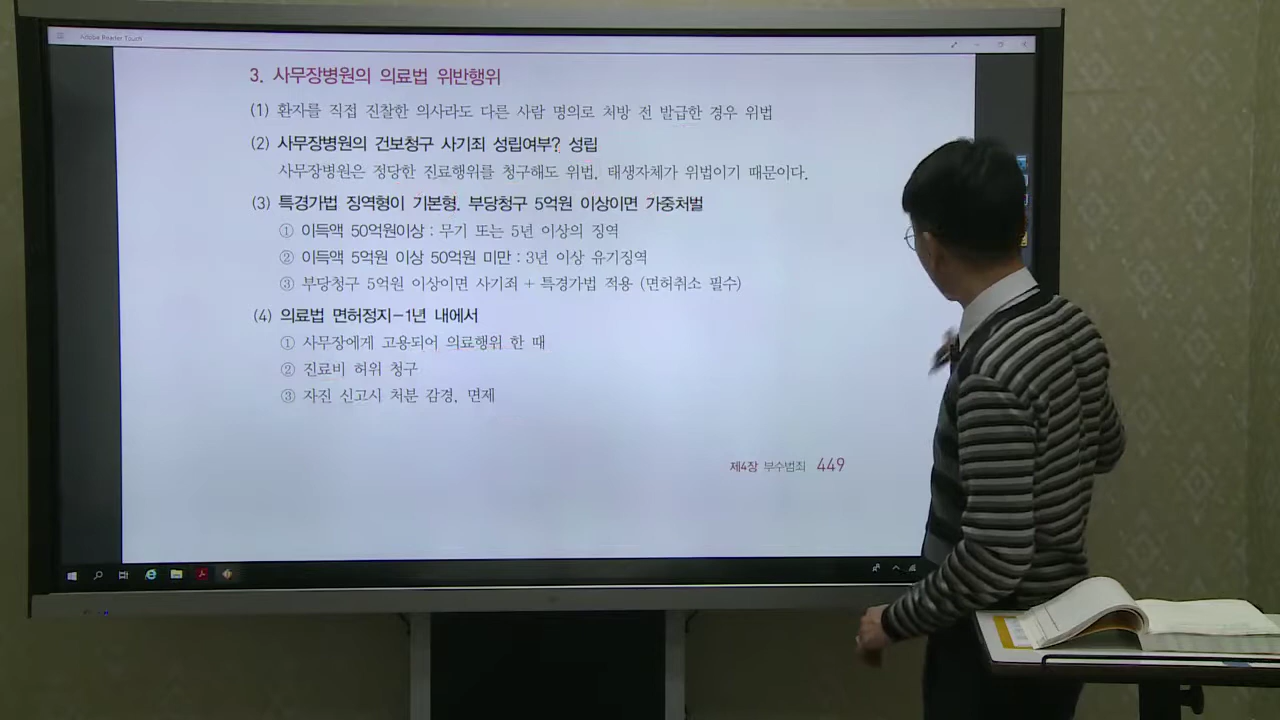 Adobe Reader Touch
3. 사무장병원의 의료법 위반행위
(1) 환자를 직접 진찰한 의사라도 다른 사람 명의로 처방 전 발급한 경우 위법
(2) 사무장병원의 건보청구 사기죄 성립여부? 성립
사무장병원은 정당한 진료행위를 청구해도 위법. 태생자체가 위법이기 때문이다.
(3) 특경가법 징역형이 기본형. 부당청구 5억원 이상이면 가중처벌
① 이득액 50억원이상 : 무기 또는 5년 이상의 징역
② 이득액 5억원 이상 50억원 미만 : 3년 이상 유기징역
③ 부당청구 5억원 이상이면 사기죄 + 특경가법 적용 (면허취소 필수)
(4) 의료법 면허정지-1년 내에서
① 사무장에게 고용되어 의료행위 한 때
② 진료비 허위 청구
③ 자진 신고시 처분 감경, 면제
제4장 부수범죄 449